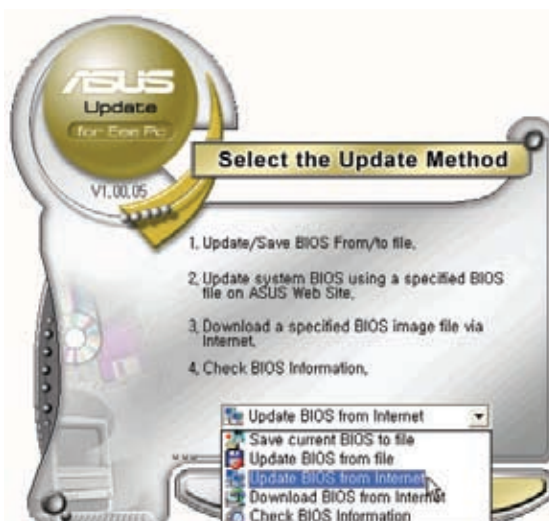 ASUS
Update
for Eee Pc
V1.00.05
Select the Update Method
1. Update/Save BIOS From/to file.
2. Update system BIOS using a specified BIOS
file on ASUS Web Site.
3. Download a specified BIOS image file via
Internet.
4. Check BIOS Information.
Update BIOS from Internet
Save current BIOS to file
Update BIOS from file
Update BIOS from Internet
Download BIOS from Internet
Check BIOS Information